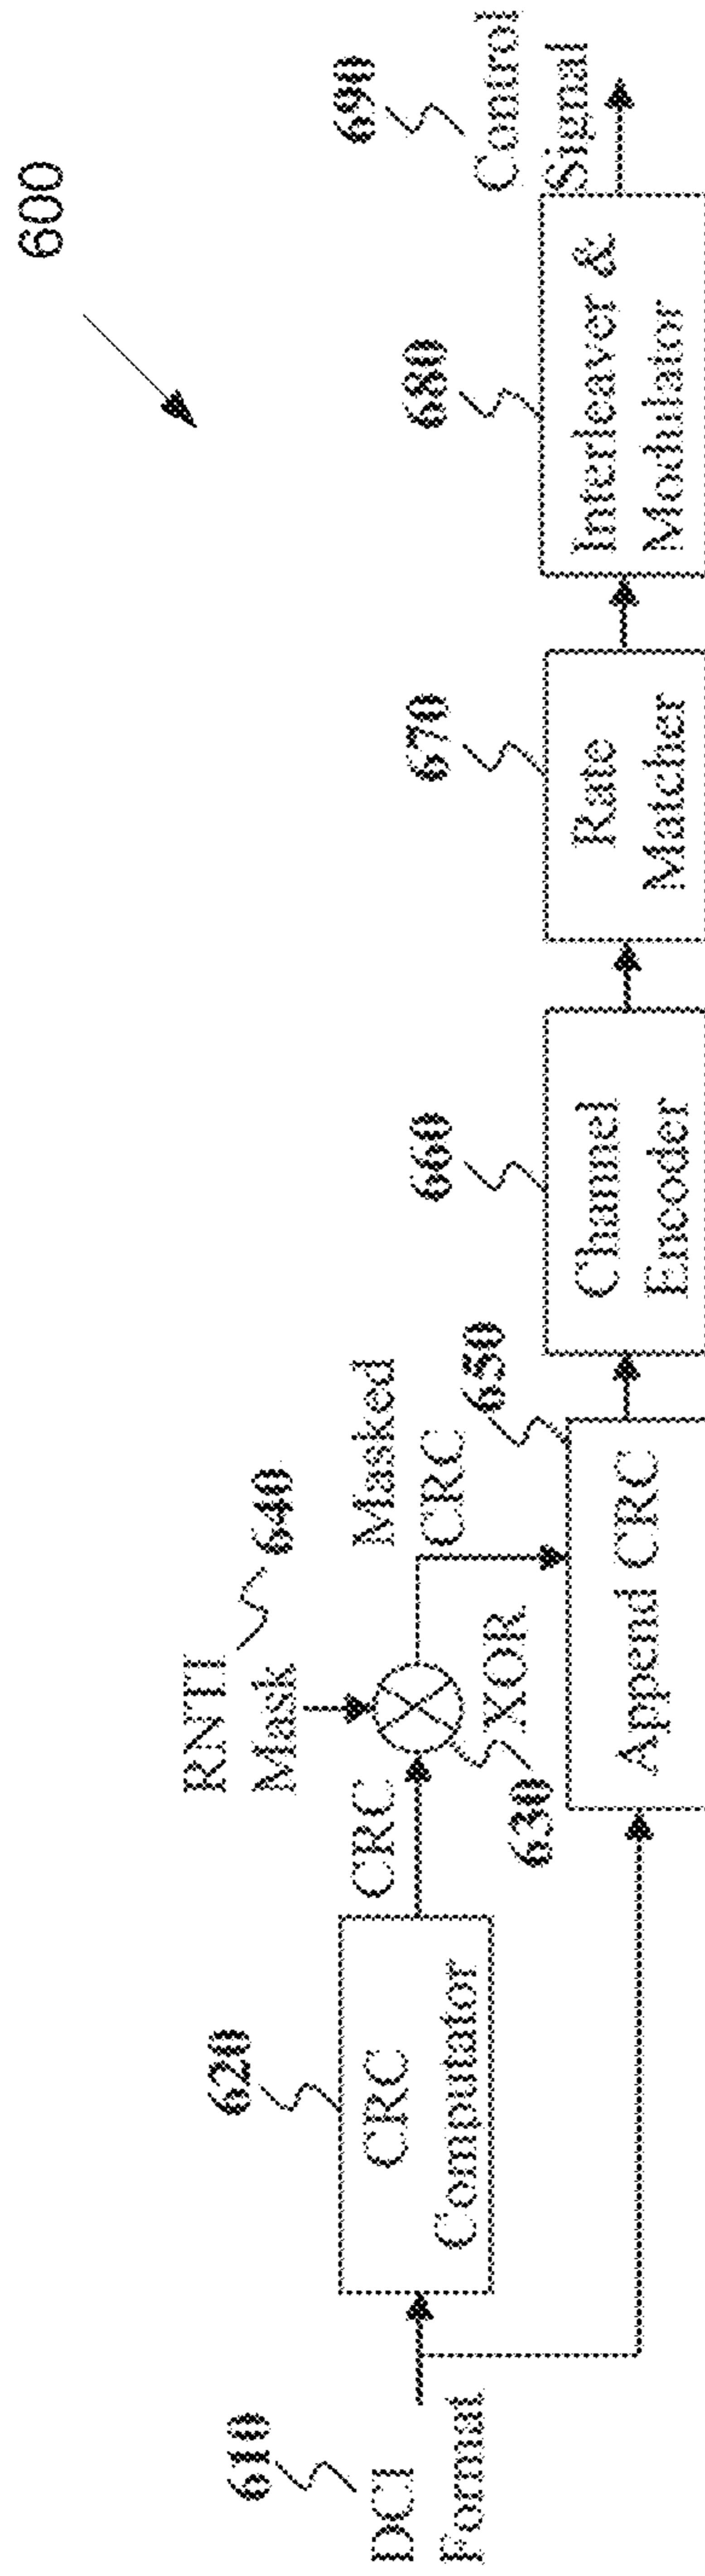 600
610
DCI
Format
620
CRC
Computator
CRC
RNTI
Mask
640
630
XOR
Masked
CRC
650
Append CRC
660
Channel
Encoder
670
Rate
Matcher
680
Interleaver &
Modulator
690
Control
Signal